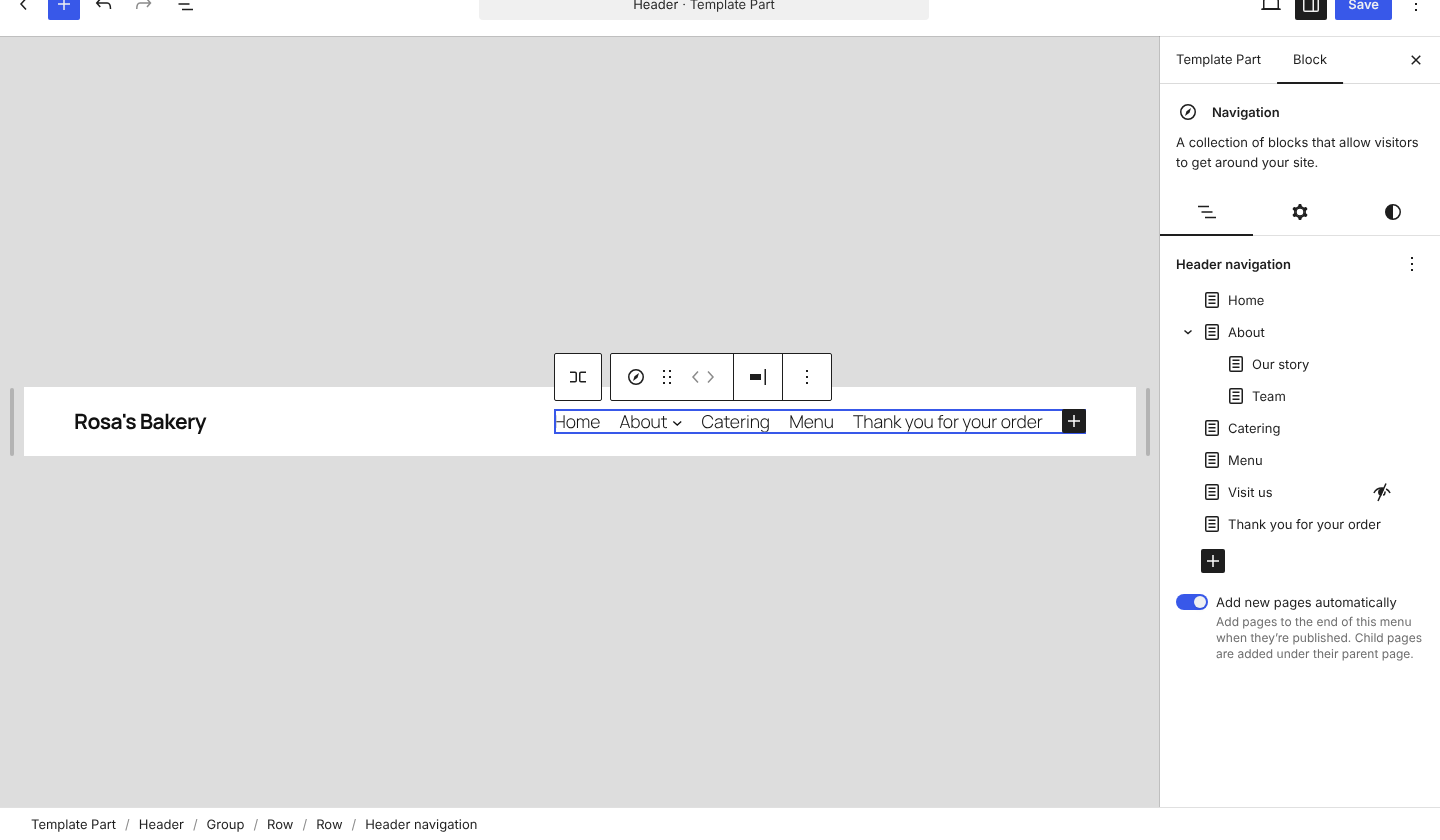 Header · Template Part
Save
Template Part
Block
Navigation
A collection of blocks that allow visitors
to get around your site.
Header navigation
Home
About
Our story
Team
Catering
Menu
Visit us
Thank you for your order
Add new pages automatically
Add pages to the end of this menu
when they’re published. Child pages
are added under their parent page.
Rosa's Bakery
Home About Catering Menu Thank you for your order
Template Part / Header / Group / Row / Row / Header navigation